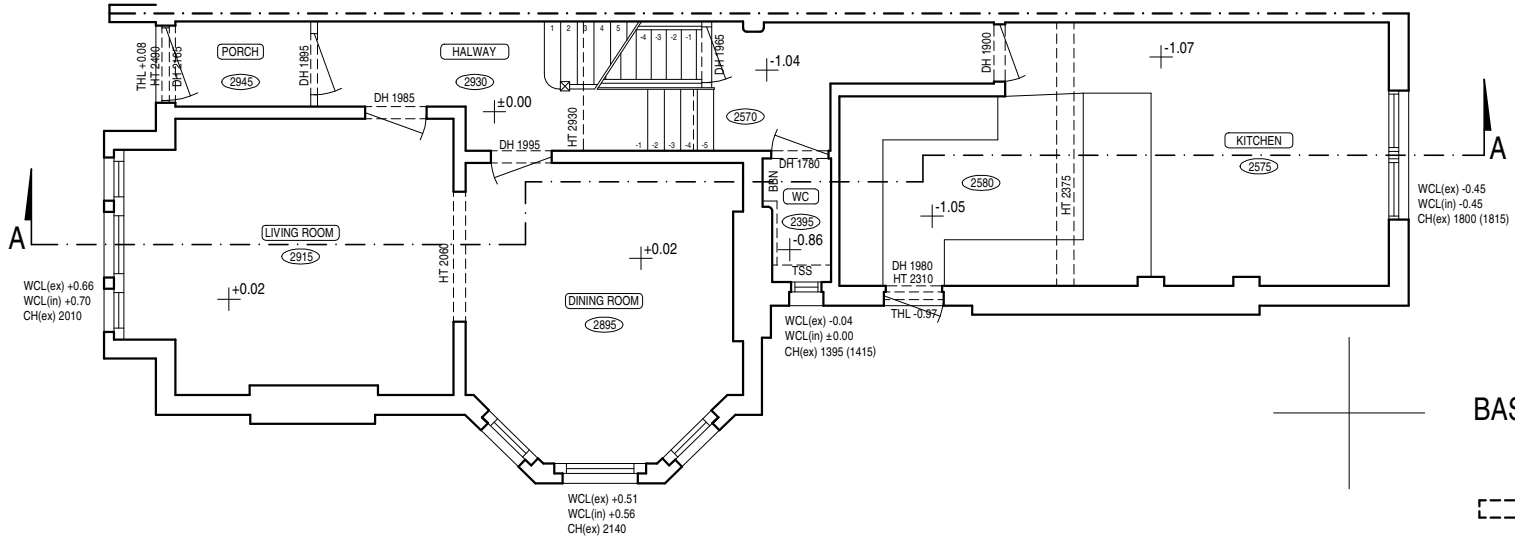 THL +0.08
HT 2490
DH 2165
PORCH
2945
DH 1895
HALWAY
2930
1 2 3 4 5
-4 -3 -2 -1
DH 1965
-1.04
DH 1900
-1.07
DH 1985
±0.00
HT 2930
2570
DH 1995
-1 -2 -3 -4 -5
DH 1780
KITCHEN
2575
A
BBN
WC
2395
2580
HT 2375
-1.05
-0.86
TSS
WCL(ex) -0.45
WCL(in) -0.45
CH(ex) 1800 (1815)
A
LIVING ROOM
2915
HT 2060
+0.02
+0.02
DH 1980
HT 2310
THL -0.97
WCL(ex) +0.66
WCL(in) +0.70
CH(ex) 2010
DINING ROOM
2895
WCL(ex) -0.04
WCL(in) ±0.00
CH(ex) 1395 (1415)
BAS
WCL(ex) +0.51
WCL(in) +0.56
CH(ex) 2140